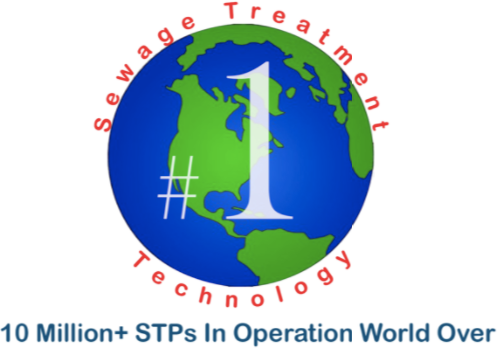 Sewage Treatment
#1
Technology
10 Million+ STPs In Operation World Over